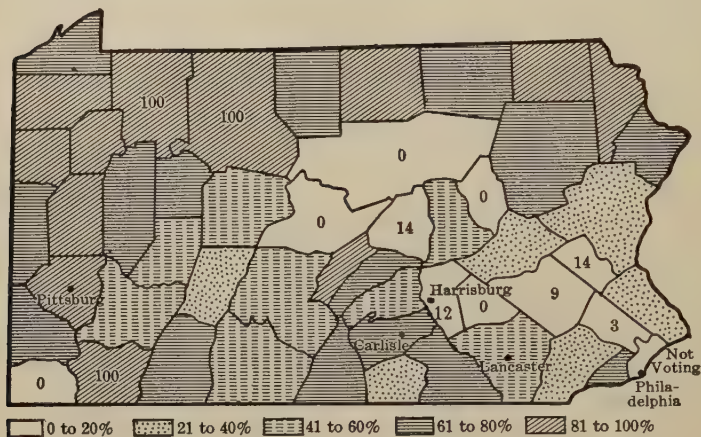 100
100
0
0
0
14
14
Pittsburg
Harrisburg
12
0
9
3
Carlisle
Lancaster
Not
Voting
Phila-
delphia
0
100
0 to 20%
21 to 40%
41 to 60%
61 to 80%
81 to 100%